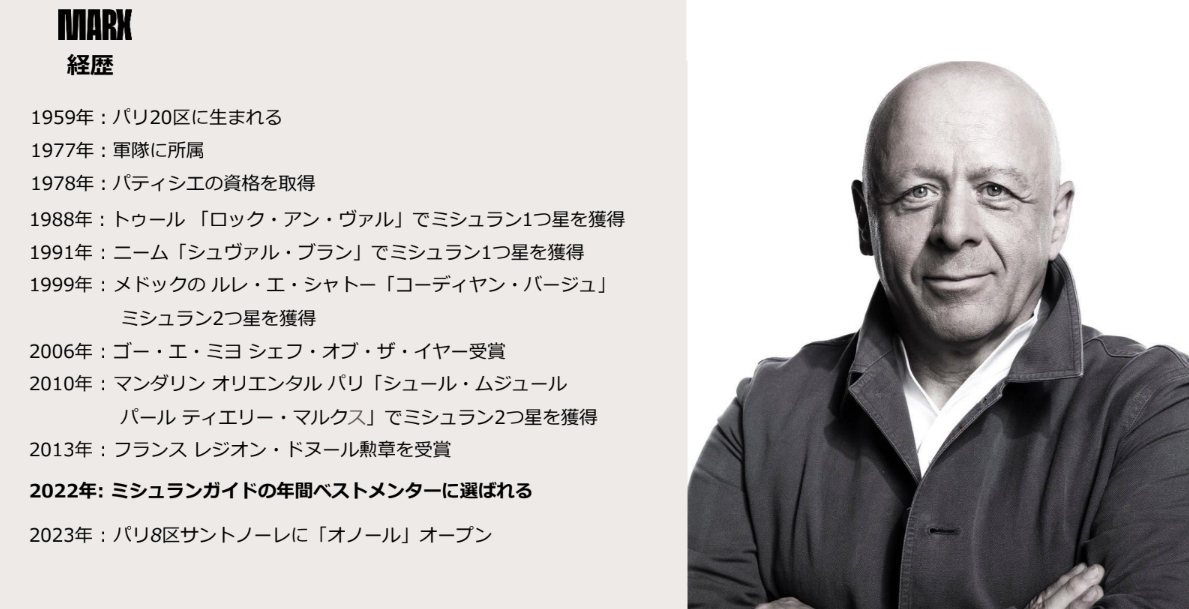 MARX
経歴
1959年：パリ20区に生まれる
1977年：軍隊に所属
1978年：パティシエの資格を取得
1988年：トゥール 「ロック・アン・ヴァル」でミシュラン1つ星を獲得
1991年：ニーム「シュヴァル・ブラン」でミシュラン1つ星を獲得
1999年：メドックの ルレ・エ・シャトー「コーディヤン・バージュ」
ミシュラン2つ星を獲得
2006年：ゴー・エ・ミヨ シェフ・オブ・ザ・イヤー受賞
2010年：マンダリン オリエンタル パリ「シュール・ムジュール
パール ティエリー・マルクス」でミシュラン2つ星を獲得
2013年：フランス レジオン・ドヌール勲章を受賞
2022年: ミシュランガイドの年間ベストメンターに選ばれる
2023年：パリ8区サントノーレに「オノール」オープン